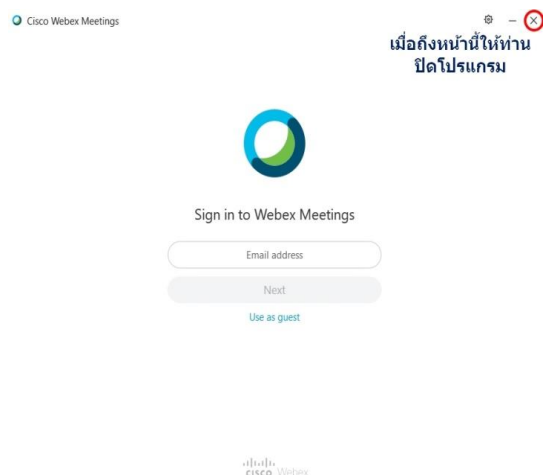 Cisco Webex Meetings
เมื่อถึงหน้านี้ให้ท่าน
ปิดโปรแกรม
Sign in to Webex Meetings
Email address
Next
Use as guest
cisco Webex